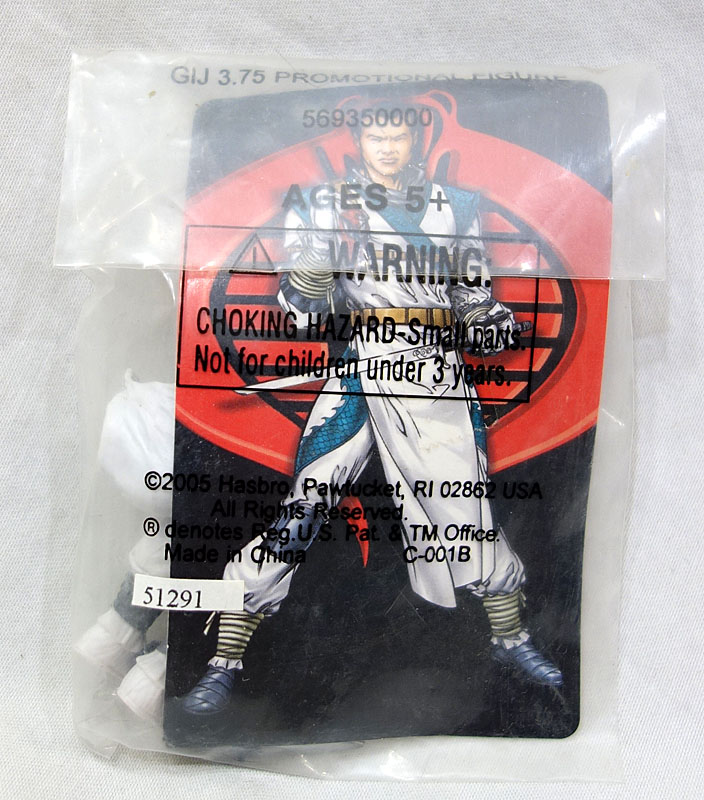 GIJ 3.75 PROMOTIONAL FIGURE
569350000
AGES 5+
WARNING:
CHOKING HAZARD-Small parts.
Not for children under 3 years.
©2005 Hasbro, Pawtucket, RI 02862 USA
All Rights Reserved.
® denotes Reg.U.S. Pat. & TM Office.
Made in China C-001B
51291